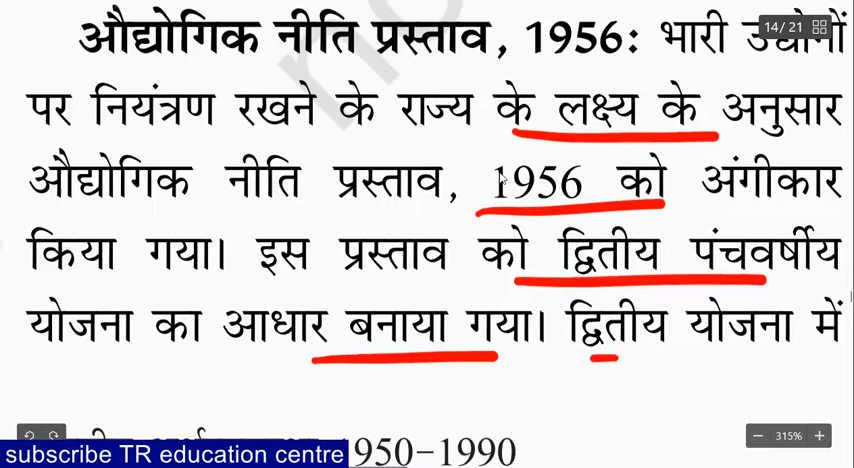 औद्योगिक नीति प्रस्ताव, 1956: भारी उद्योगों
14 / 21
पर नियंत्रण रखने के राज्य के लक्ष्य के अनुसार
औद्योगिक नीति प्रस्ताव, 1956 को अंगीकार
किया गया। इस प्रस्ताव को द्वितीय पंचवर्षीय
योजना का आधार बनाया गया। द्वितीय योजना में
1950-1990
315%
subscribe TR education centre